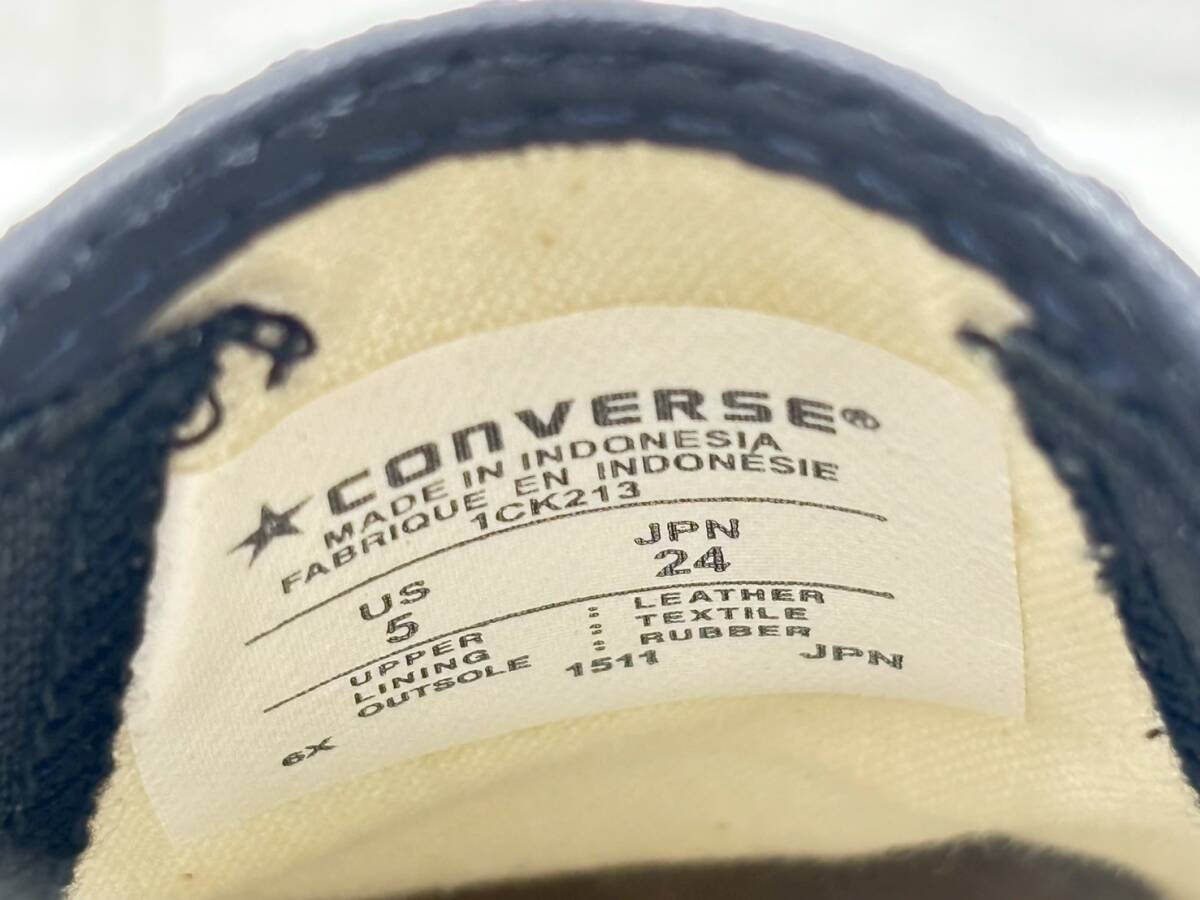 ★CONVERSE®
MADE IN INDONESIA
FABRIQUE EN INDONESIE
1CK213
US JPN
5 24
UPPER : LEATHER
LINING : TEXTILE
OUTSOLE : RUBBER
6X 1511 JPN